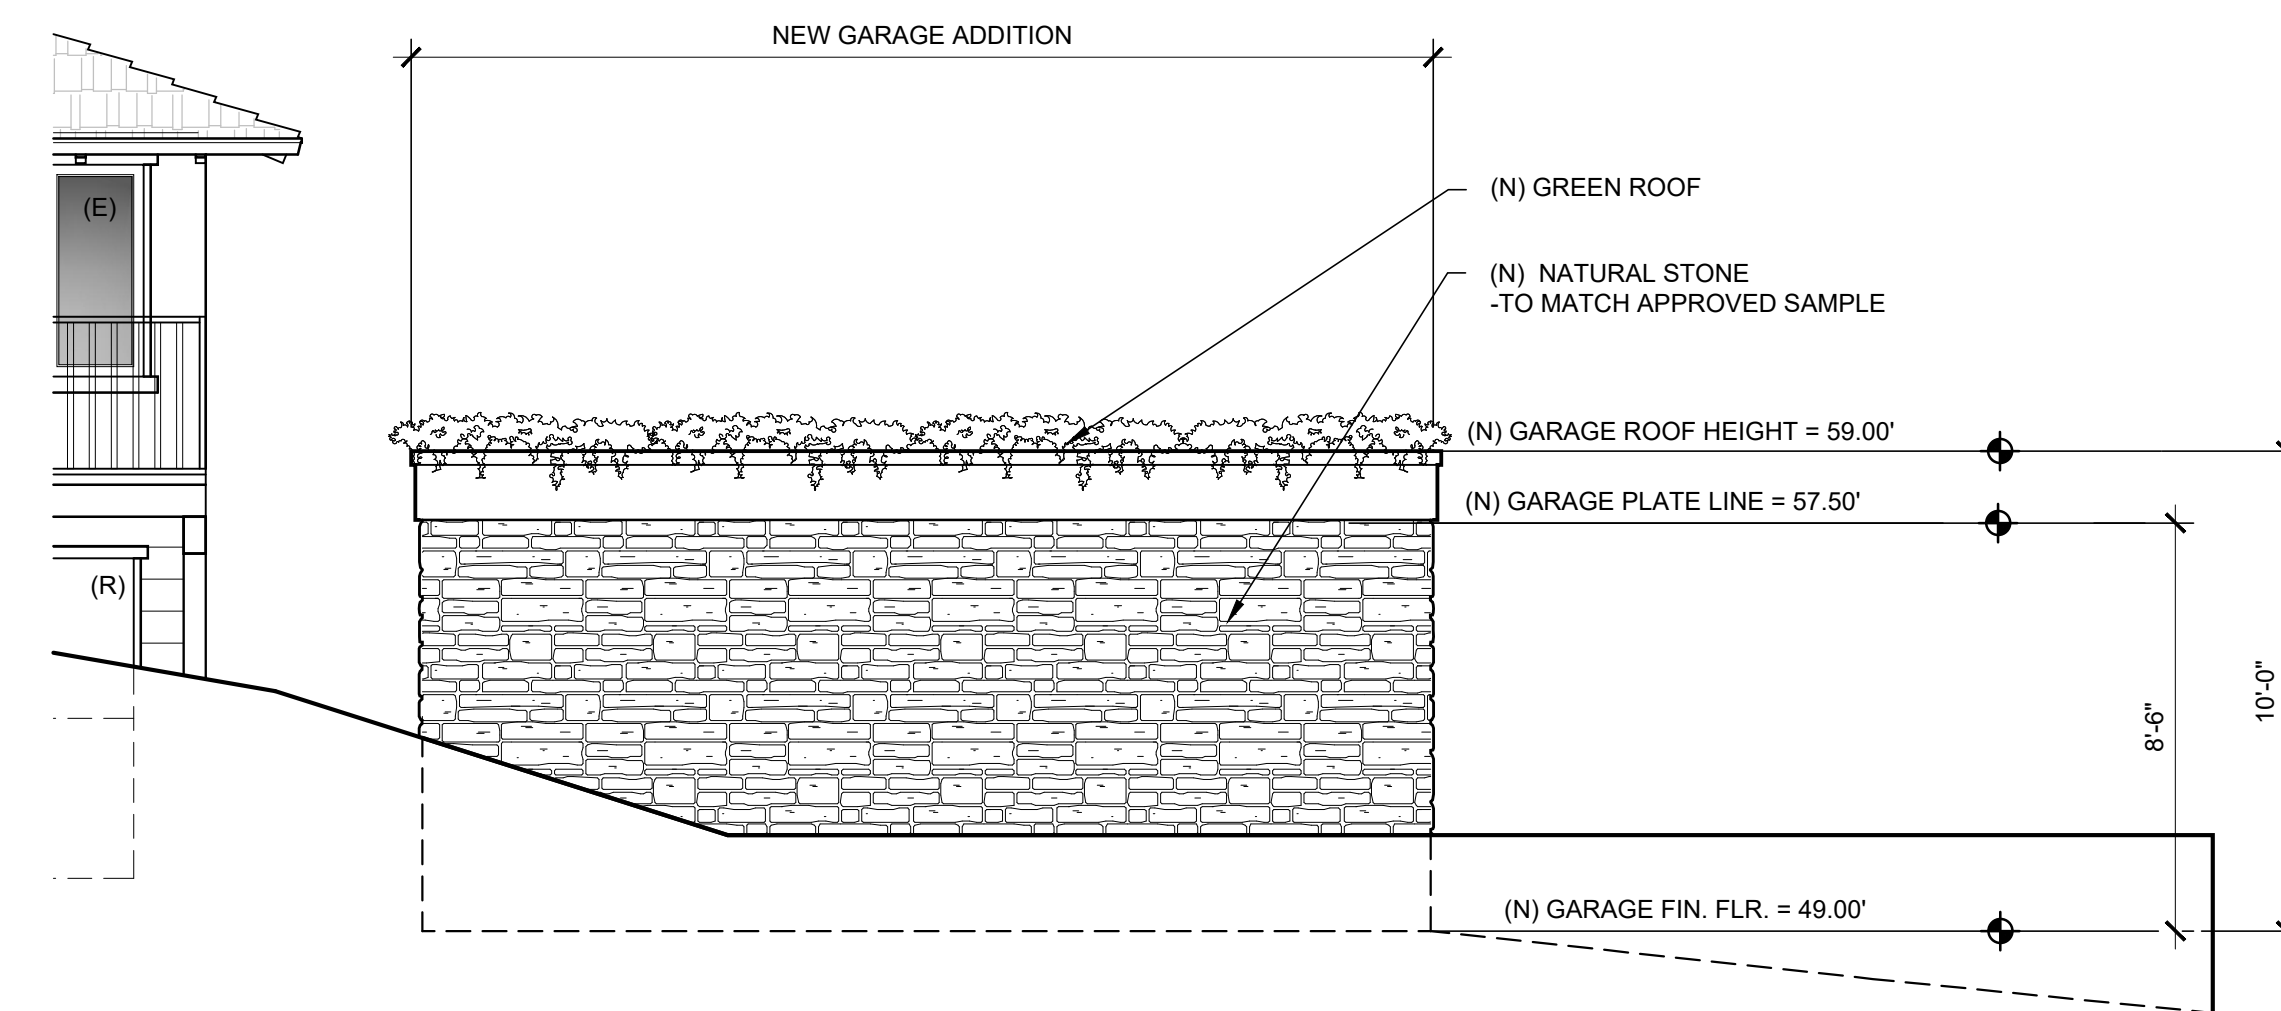 NEW GARAGE ADDITION
(N) GREEN ROOF
(E)
(N) NATURAL STONE
-TO MATCH APPROVED SAMPLE
(N) GARAGE ROOF HEIGHT = 59.00'
(N) GARAGE PLATE LINE = 57.50'
(R)
10'-0"
8'-6"
(N) GARAGE FIN. FLR. = 49.00'